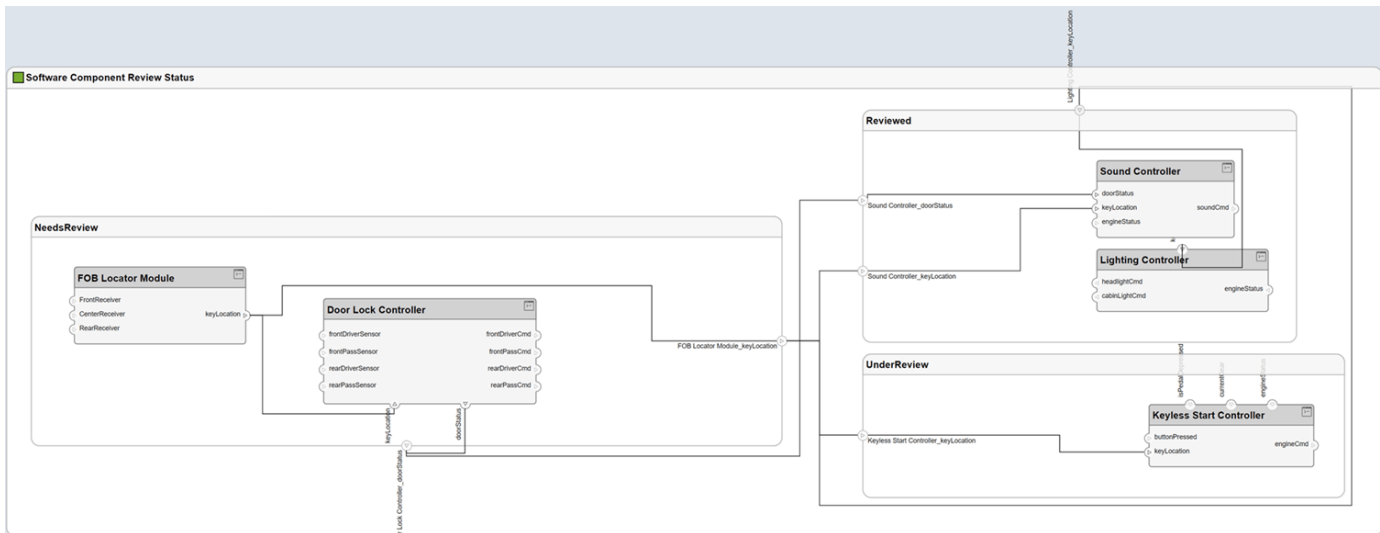 Lighting Controller_keyLocation
Software Component Review Status
Reviewed
Sound Controller
doorStatus
keyLocation
soundCmd
engineStatus
Sound Controller_doorStatus
Sound Controller_keyLocation
Lighting Controller
headlightCmd
cabinLightCmd
engineStatus
NeedsReview
FOB Locator Module
FrontReceiver
CenterReceiver
RearReceiver
keyLocation
Door Lock Controller
frontDriverSensor
frontDriverCmd
frontPassSensor
frontPassCmd
rearDriverSensor
rearDriverCmd
rearPassSensor
rearPassCmd
keyLocation
doorStatus
FOB Locator Module_keyLocation
Lock Controller_doorStatus
UnderReview
Keyless Start Controller
buttonPressed
keyLocation
engineCmd
Keyless Start Controller_keyLocation